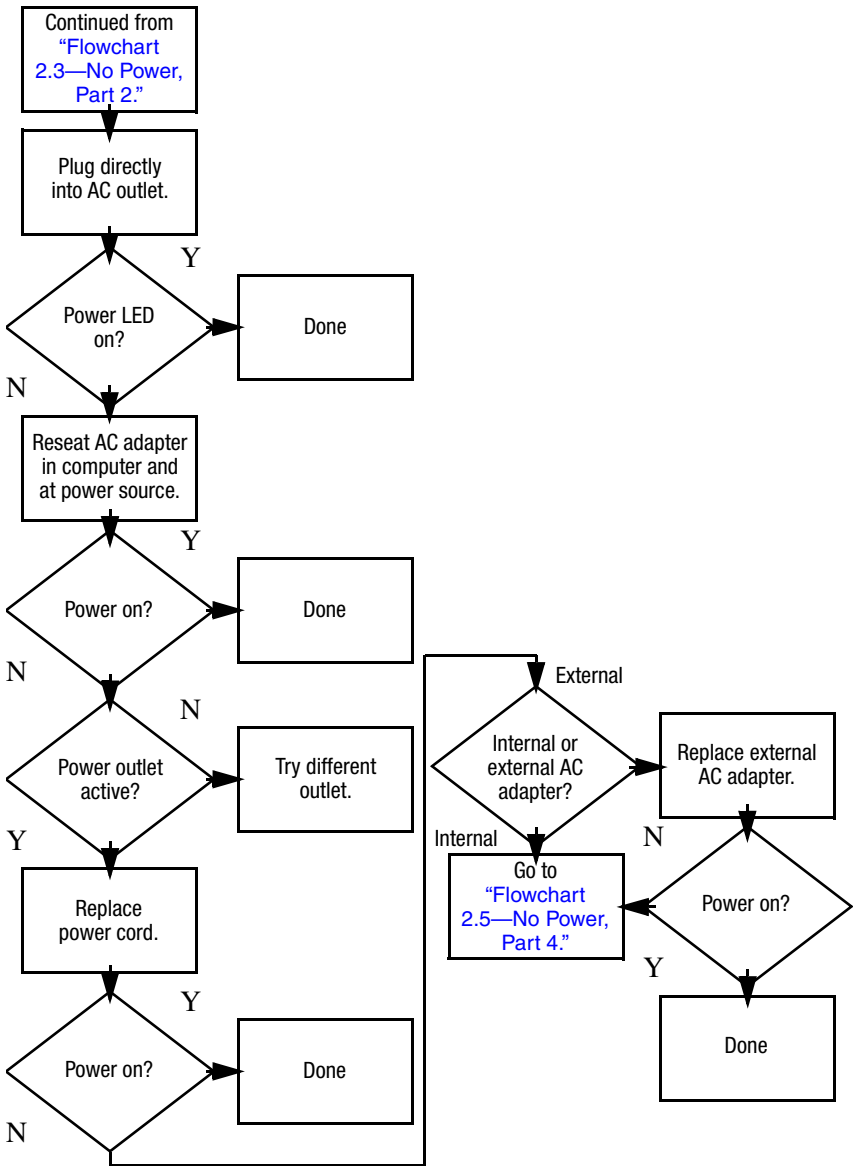 Continued from
“Flowchart
2.3—No Power,
Part 2.”
Plug directly
into AC outlet.
Y
Power LED
on?
Done
N
Reseat AC adapter
in computer and
at power source.
Y
Power on?
Done
N
N
Power outlet
active?
Try different
outlet.
Y
Replace
power cord.
Y
Power on?
Done
N
External
Internal or
external AC
adapter?
Replace external
AC adapter.
Internal
N
Go to
“Flowchart
2.5—No Power,
Part 4.”
Power on?
Y
Done